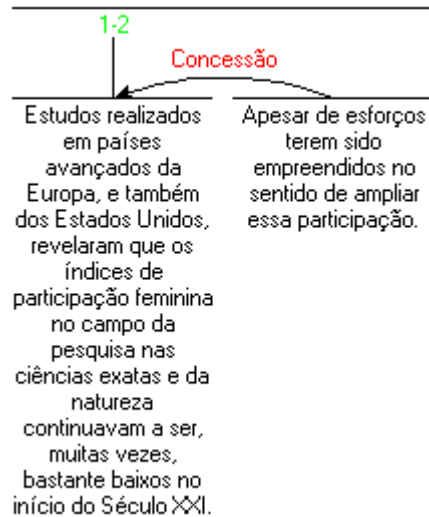 1-2
Concessão
Estudos realizados
em países
avançados da
Europa, e também
dos Estados Unidos,
revelaram que os
índices de
participação feminina
no campo da
pesquisa nas
ciências exatas e da
natureza
continuavam a ser,
muitas vezes,
bastante baixos no
início do Século XXI.
Apesar de esforços
terem sido
empreendidos no
sentido de ampliar
essa participação.